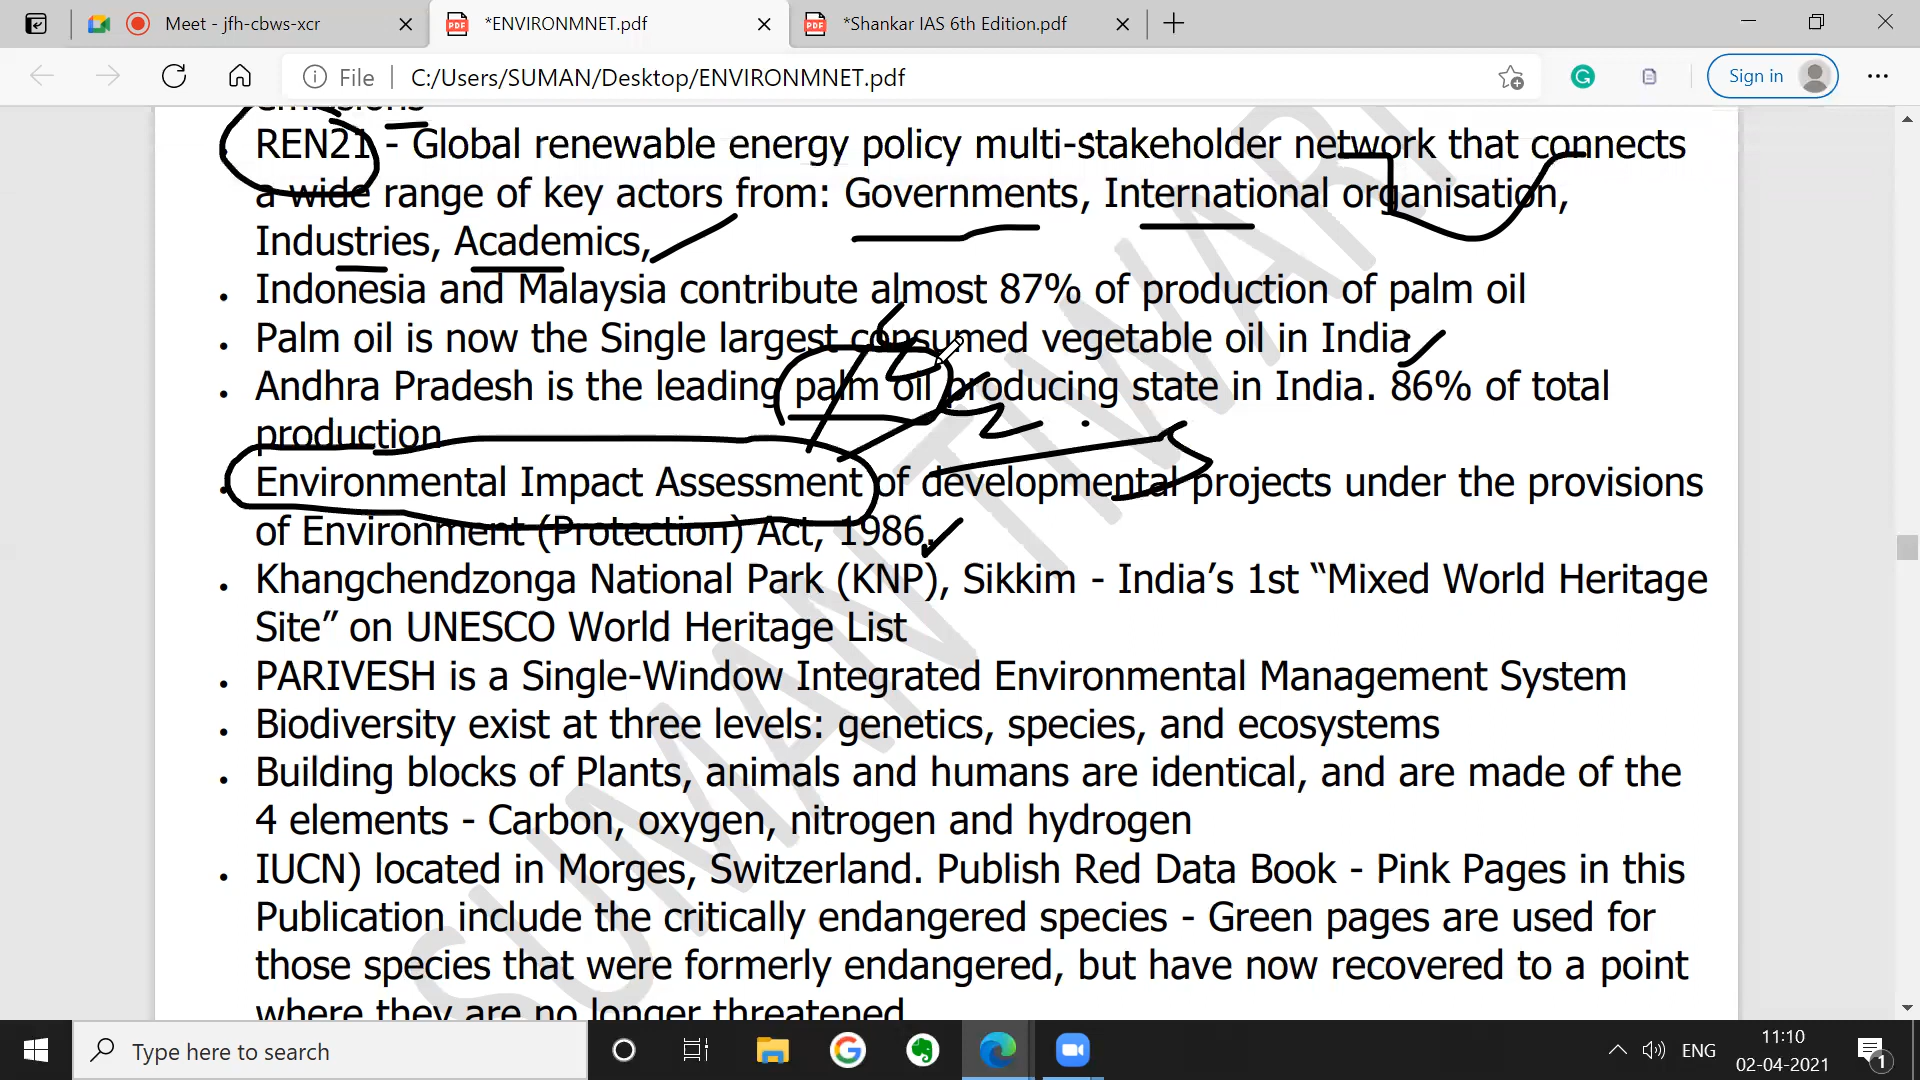 Meet - jfh-cbws-xcr
*ENVIRONMNET.pdf
*Shankar IAS 6th Edition.pdf
File
C:/Users/SUMAN/Desktop/ENVIRONMNET.pdf
Sign in
emissions
REN21 - Global renewable energy policy multi-stakeholder network that connects
a wide range of key actors from: Governments, International organisation,
Industries, Academics,
• Indonesia and Malaysia contribute almost 87% of production of palm oil
• Palm oil is now the Single largest consumed vegetable oil in India
• Andhra Pradesh is the leading palm oil producing state in India. 86% of total
production
• Environmental Impact Assessment of developmental projects under the provisions
of Environment (Protection) Act, 1986.
• Khangchendzonga National Park (KNP), Sikkim - India’s 1st “Mixed World Heritage
Site” on UNESCO World Heritage List
• PARIVESH is a Single-Window Integrated Environmental Management System
• Biodiversity exist at three levels: genetics, species, and ecosystems
• Building blocks of Plants, animals and humans are identical, and are made of the
4 elements - Carbon, oxygen, nitrogen and hydrogen
• IUCN) located in Morges, Switzerland. Publish Red Data Book - Pink Pages in this
Publication include the critically endangered species - Green pages are used for
those species that were formerly endangered, but have now recovered to a point
where they are no longer threatened
SUMAN TIWARI
Type here to search
ENG
11:10
02-04-2021
1